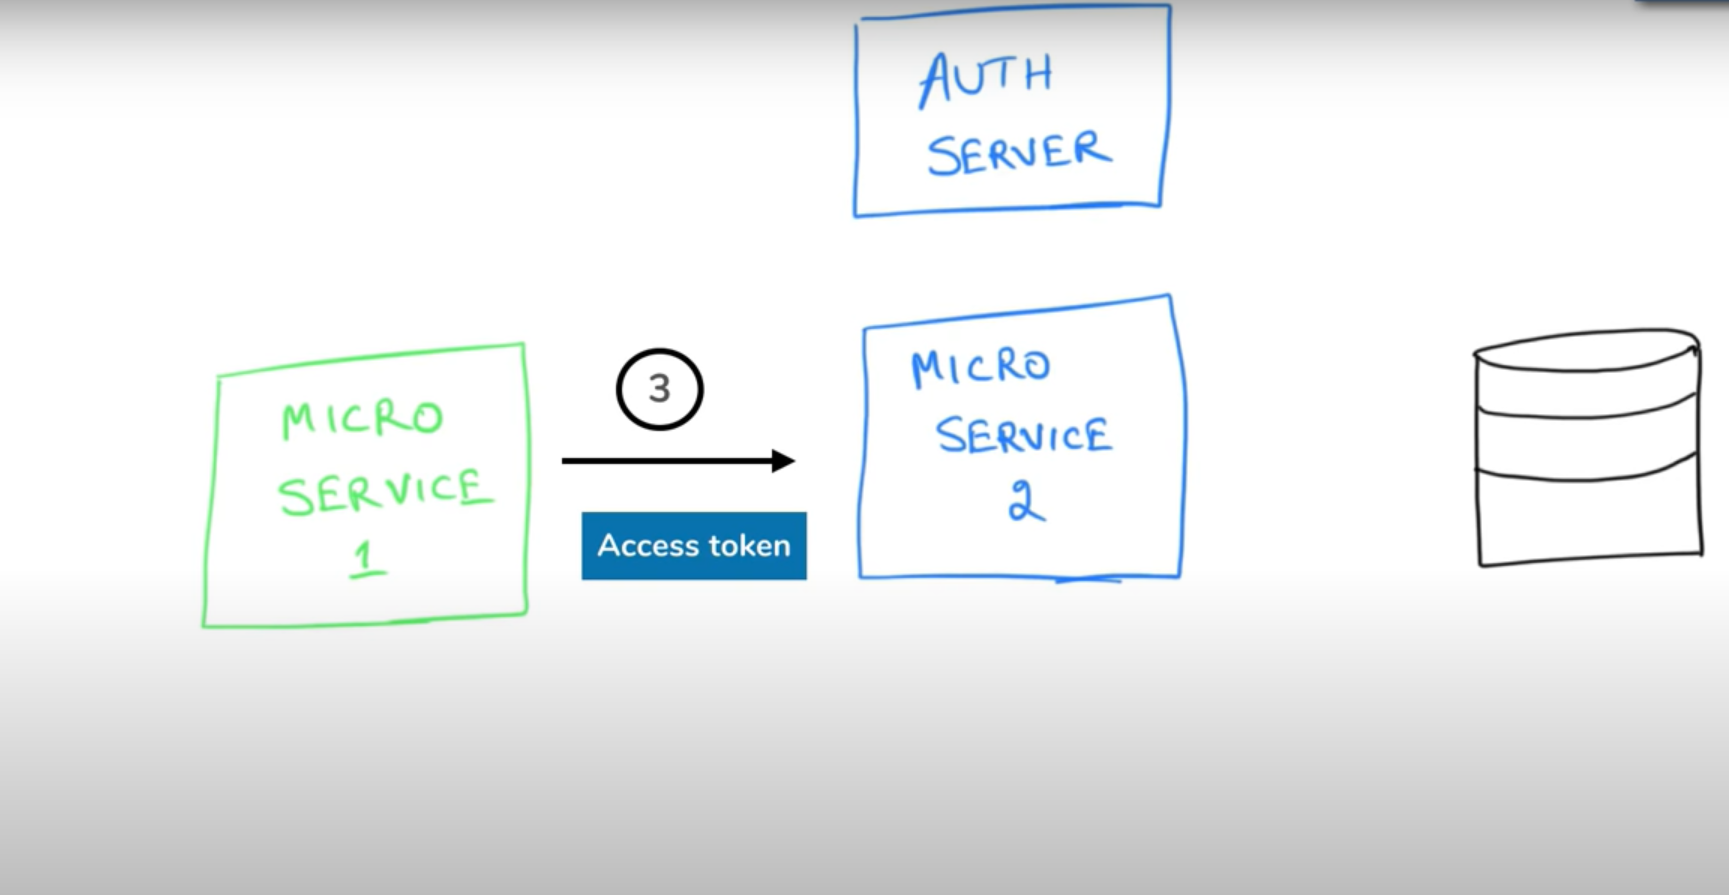 AUTH
SERVER
MICRO
SERVICE
1
3
Access token
MICRO
SERVICE
2